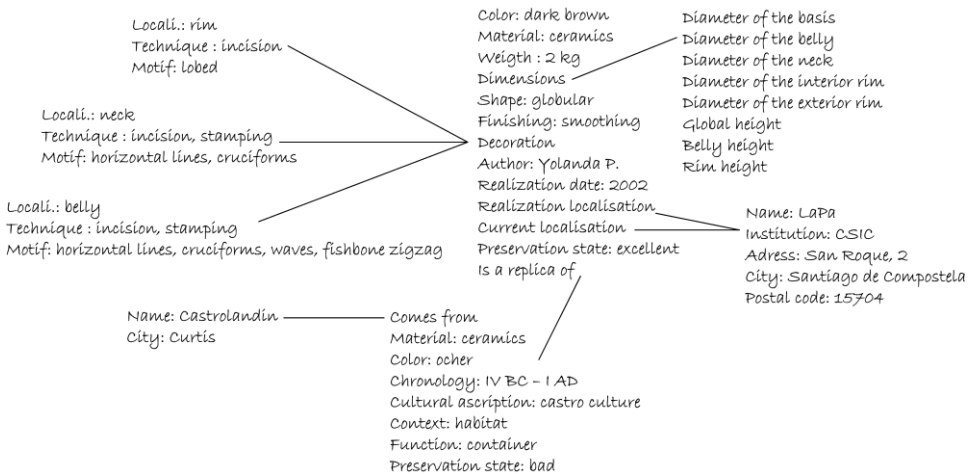 Locali.: rim
Technique : incision
Motif: lobed
Locali.: neck
Technique : incision, stamping
Motif: horizontal lines, cruciforms
Locali.: belly
Technique : incision, stamping
Motif: horizontal lines, cruciforms, waves, fishbone zigzag
Color: dark brown
Material: ceramics
Weigth : 2 kg
Dimensions
Shape: globular
Finishing: smoothing
Decoration
Author: Yolanda P.
Realization date: 2002
Realization localisation
Current localisation
Preservation state: excellent
Is a replica of
Diameter of the basis
Diameter of the belly
Diameter of the neck
Diameter of the interior rim
Diameter of the exterior rim
Global height
Belly height
Rim height
Name: LaPa
Institution: CSIC
Adress: San Roque, 2
City: Santiago de Compostela
Postal code: 15704
Name: Castrolandin
City: Curtis
Comes from
Material: ceramics
Color: ocher
Chronology: IV BC – I AD
Cultural ascription: castro culture
Context: habitat
Function: container
Preservation state: bad